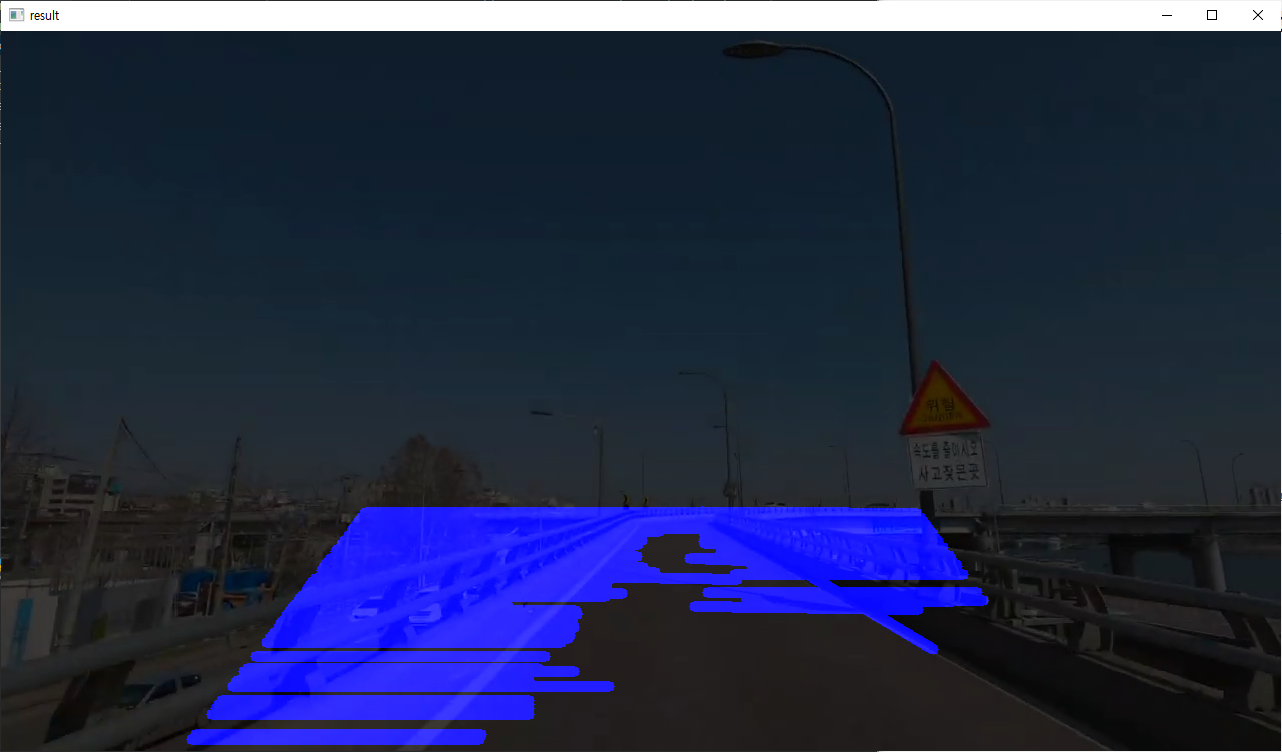 result
위험
속도를 줄이시오
사고잦은곳